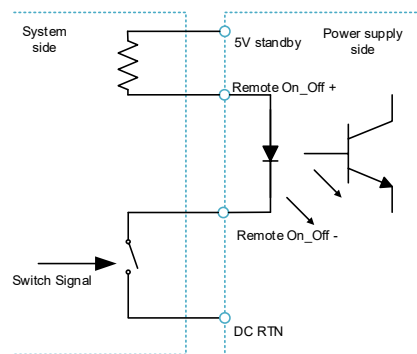 System
side
5V standby
Power supply
side
Remote On_Off +
Remote On_Off -
Switch Signal
DC RTN